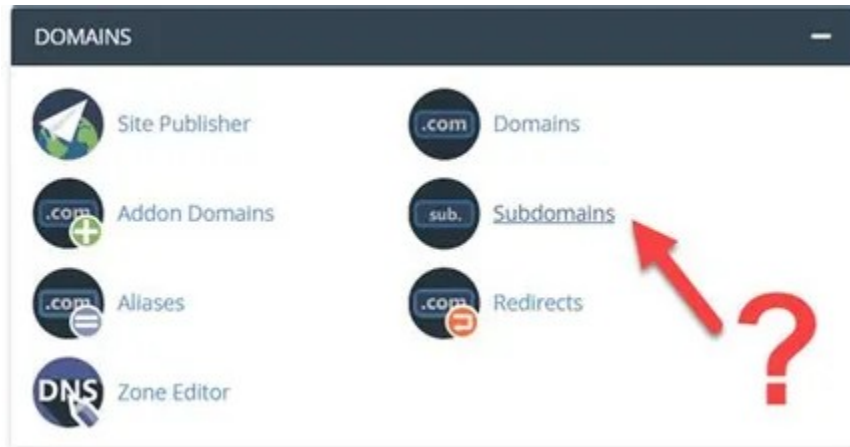 DOMAINS
Site Publisher
.com Domains
.com Addon Domains
sub. Subdomains
.com Aliases
.com Redirects
DNS Zone Editor
?